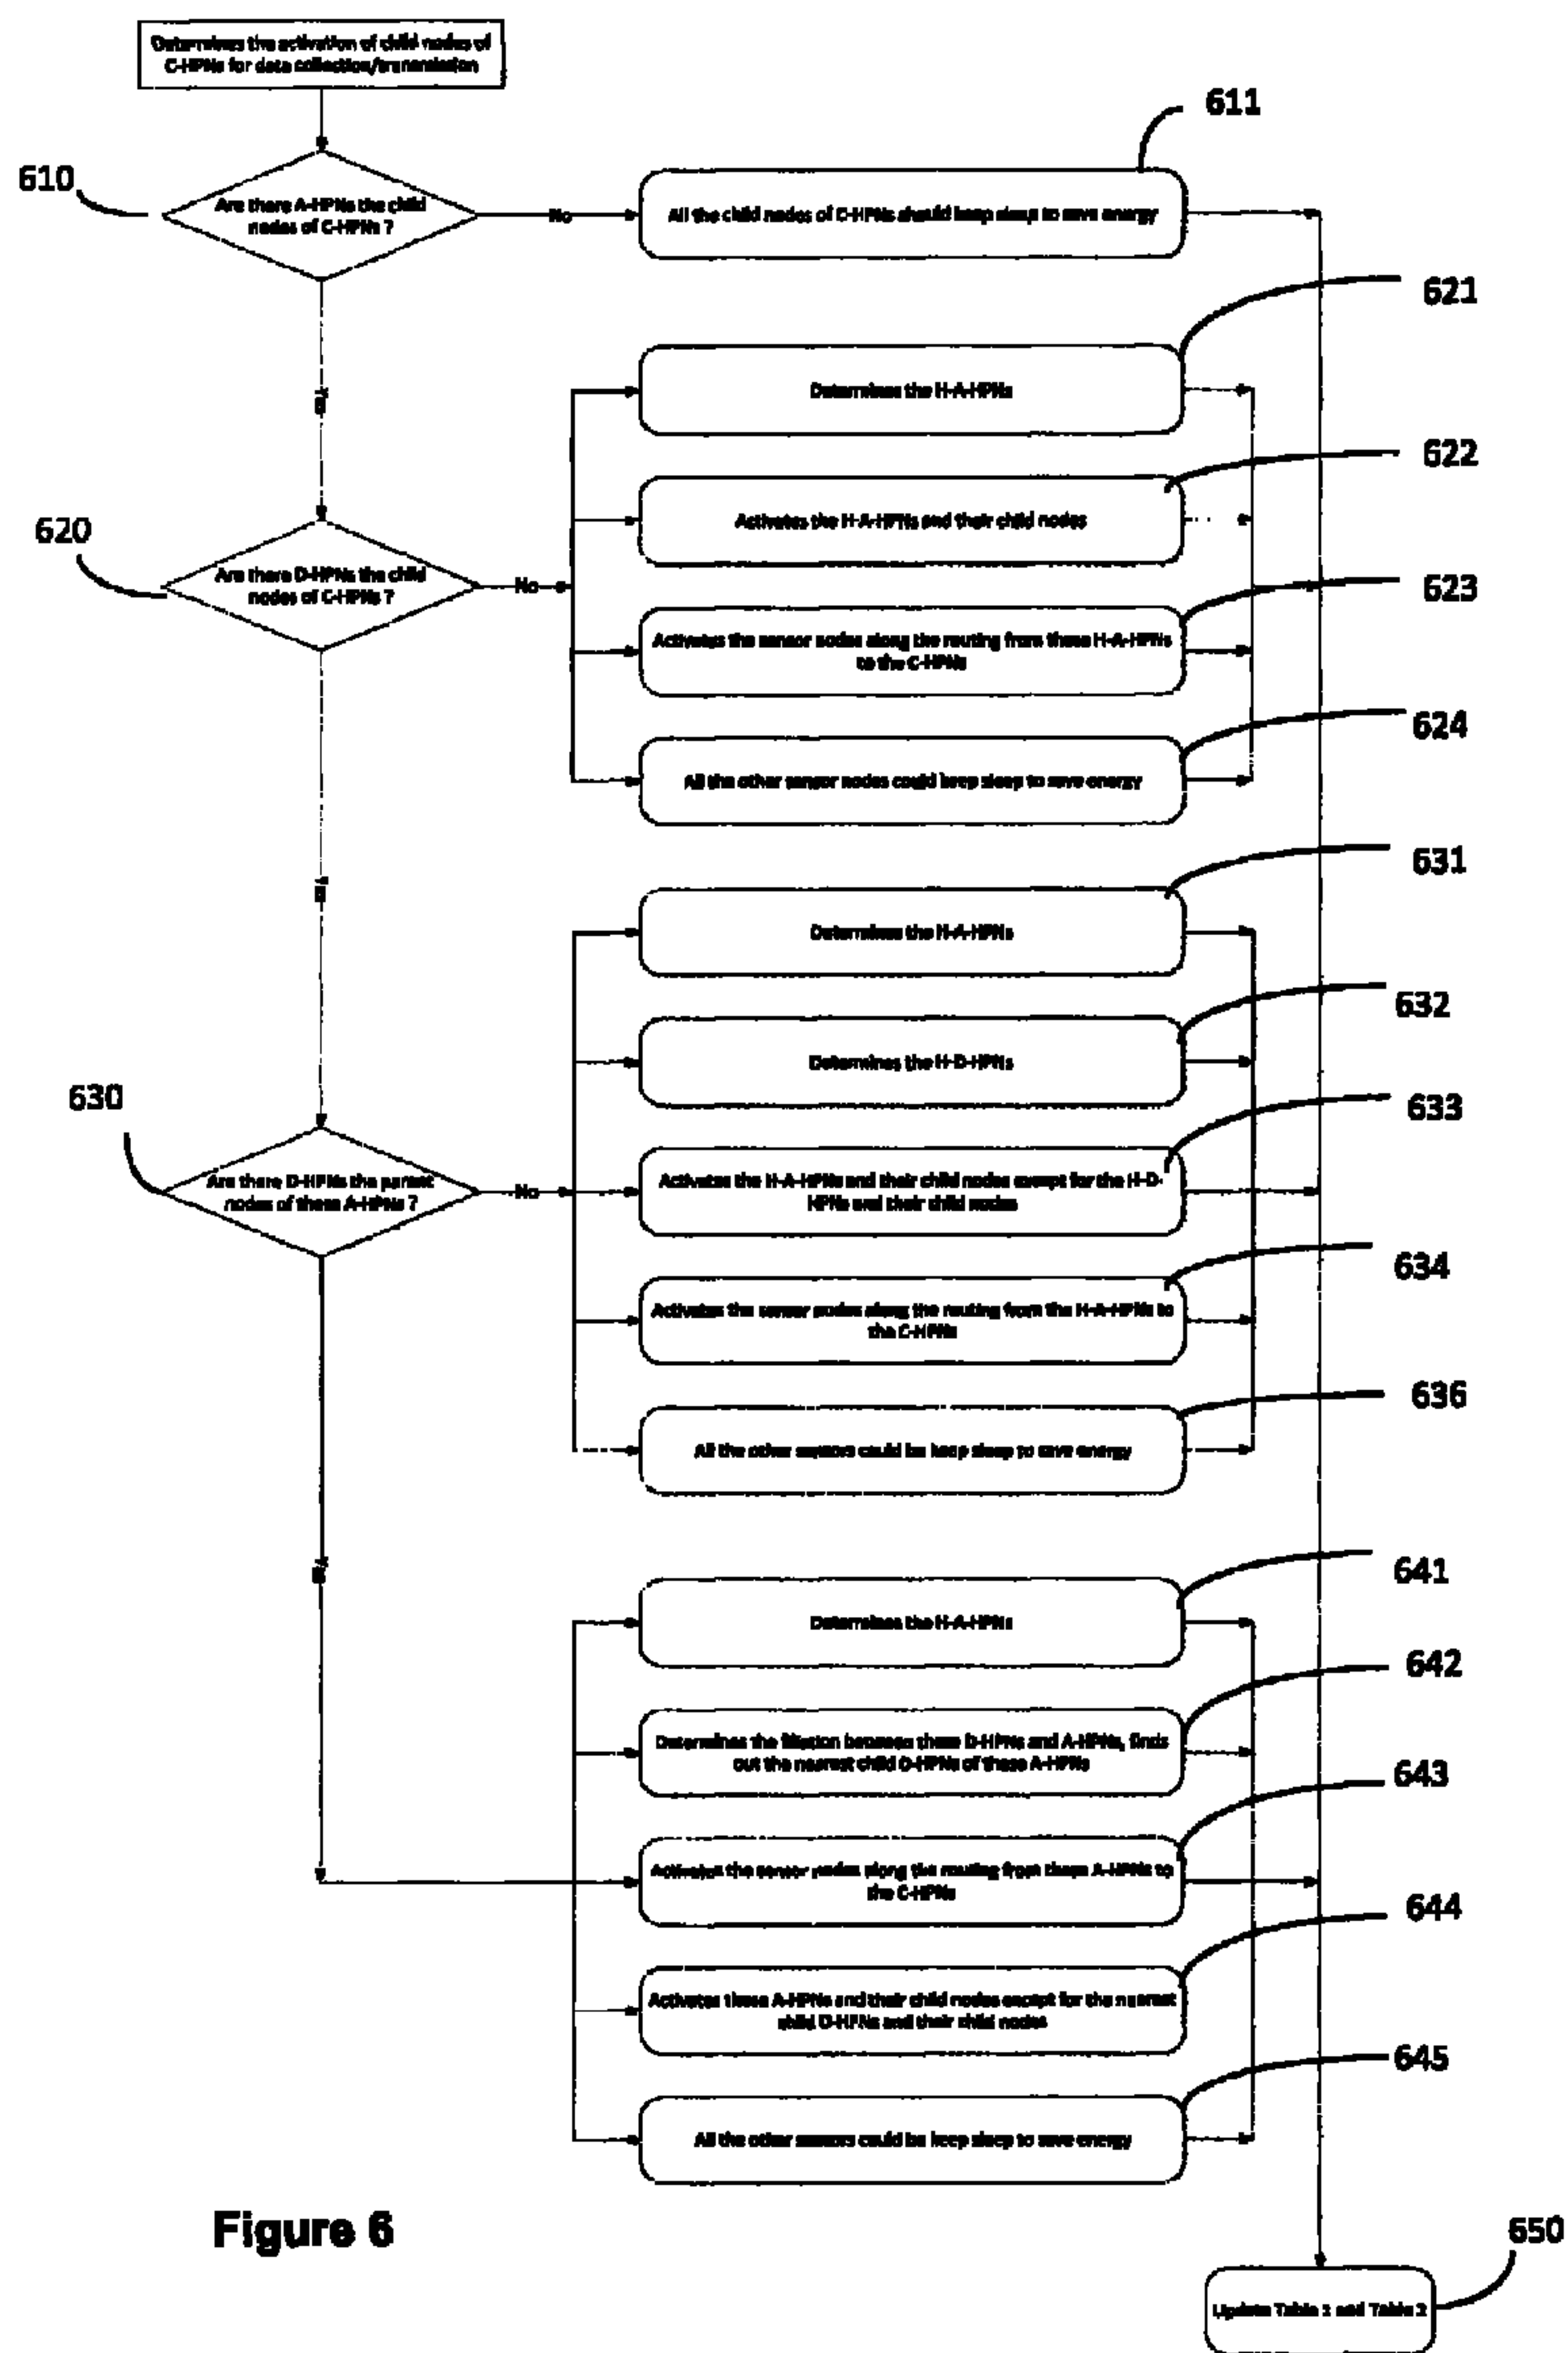 Determines the activation of child nodes of
C-HPNs for data collection/transmission
611
610
Are there A-HPNs the child
nodes of C-HPNs ?
No
All the child nodes of C-HPNs should keep sleep to save energy
621
Determines the H-A-HPNs
Yes
622
Activates the H-A-HPNs and their child nodes
620
Are there D-HPNs the child
nodes of C-HPNs ?
No
623
Activates the sensor nodes along the routing from these H-A-HPNs
to the C-HPNs
624
All the other sensor nodes could keep sleep to save energy
631
Yes
Determines the H-A-HPNs
632
Determines the H-D-HPNs
630
633
Are there D-HPNs the parent
nodes of these A-HPNs ?
No
Activates the H-A-HPNs and their child nodes except for the H-D-
HPNs and their child nodes
634
Activates the sensor nodes along the routing from the H-A-HPNs to
the C-HPNs
636
All the other sensors could be keep sleep to save energy
641
Determines the H-A-HPNs
642
Determines the between these D-HPNs and A-HPNs, finds
out the nearest child D-HPNs of these A-HPNs
643
Activates the sensor nodes along the routing from these A-HPNs to
the C-HPNs
644
Activates these A-HPNs and their child nodes except for the nearest
child D-HPNs and their child nodes
645
All the other sensors could be keep sleep to save energy
Figure 6
650
Update Table 1 and Table 2